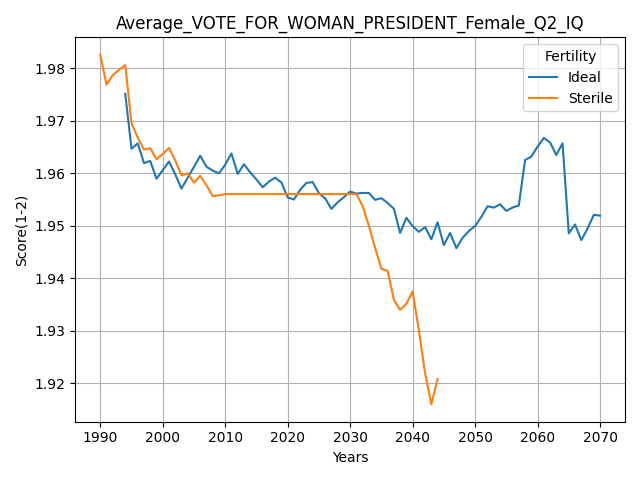 Average_VOTE_FOR_WOMAN_PRESIDENT_Female_Q2_IQ
Fertility
Ideal
Sterile
Score(1-2)
1.98
1.97
1.96
1.95
1.94
1.93
1.92
1990 2000 2010 2020 2030 2040 2050 2060 2070
Years